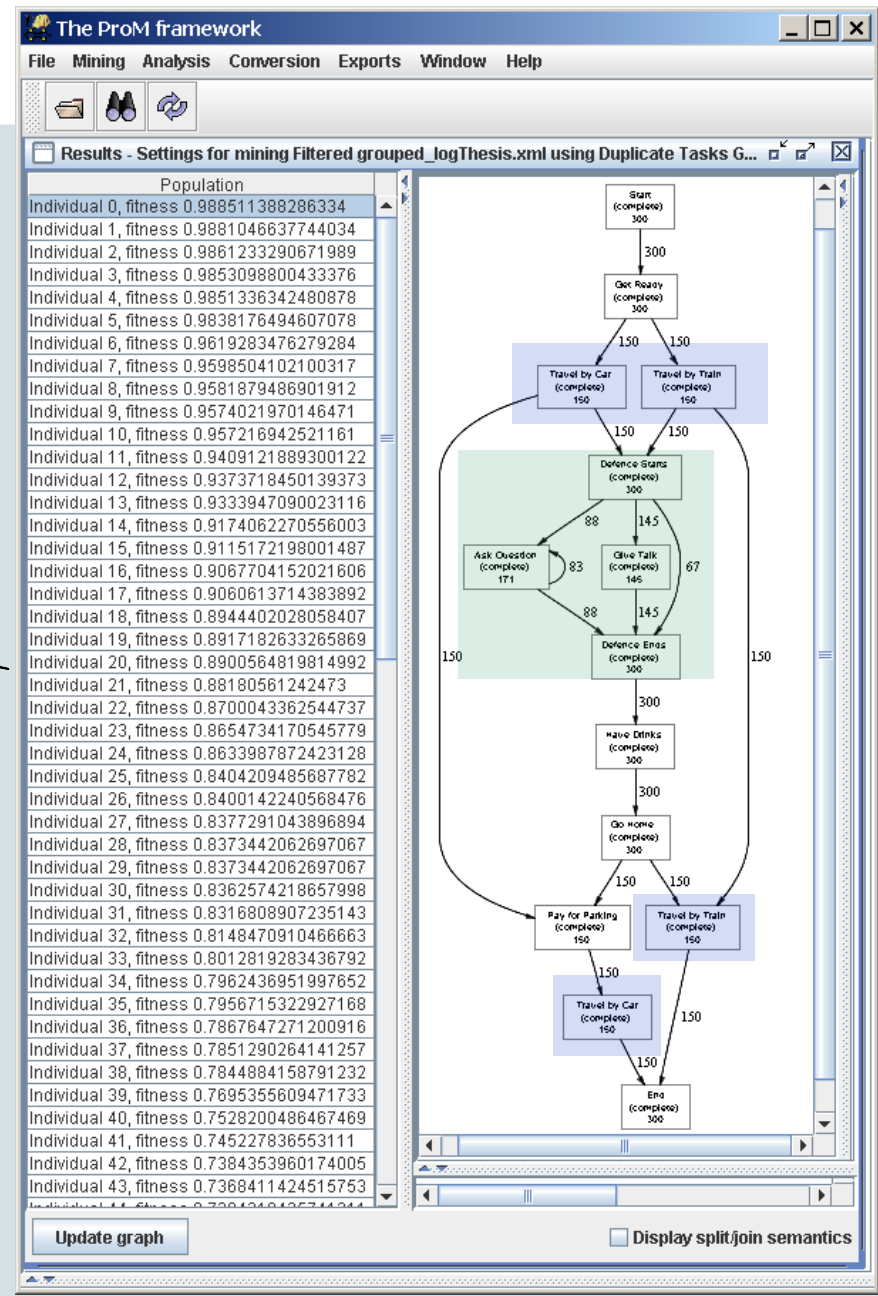 The ProM framework
File Mining Analysis Conversion Exports Window Help
Results - Settings for mining Filtered grouped_logThesis.xml using Duplicate Tasks G...
Population
Individual 0, fitness 0.988511388286334
Individual 1, fitness 0.9881046637744034
Individual 2, fitness 0.9861233290671989
Individual 3, fitness 0.9853098800433376
Individual 4, fitness 0.9851336342480878
Individual 5, fitness 0.9838176494607078
Individual 6, fitness 0.9619283476279284
Individual 7, fitness 0.9598504102100317
Individual 8, fitness 0.9581879486901912
Individual 9, fitness 0.9574021970146471
Individual 10, fitness 0.957216942521161
Individual 11, fitness 0.9409121889300122
Individual 12, fitness 0.9373718450139373
Individual 13, fitness 0.9333947090023116
Individual 14, fitness 0.9174062270556003
Individual 15, fitness 0.9115172198001487
Individual 16, fitness 0.9067704152021606
Individual 17, fitness 0.9060613714383892
Individual 18, fitness 0.8944402028058407
Individual 19, fitness 0.8917182633265869
Individual 20, fitness 0.8900564819814992
Individual 21, fitness 0.88180561242473
Individual 22, fitness 0.8700043362544737
Individual 23, fitness 0.8654734170545779
Individual 24, fitness 0.8633987872423128
Individual 25, fitness 0.8404209485687782
Individual 26, fitness 0.8400142240568476
Individual 27, fitness 0.8377291043896894
Individual 28, fitness 0.8373442062697067
Individual 29, fitness 0.8373442062697067
Individual 30, fitness 0.8362574218657998
Individual 31, fitness 0.8316808907235143
Individual 32, fitness 0.8148470910466663
Individual 33, fitness 0.8012819283436792
Individual 34, fitness 0.7962436951997652
Individual 35, fitness 0.7956715322927168
Individual 36, fitness 0.7867647271200916
Individual 37, fitness 0.7851290264141257
Individual 38, fitness 0.7844884158791232
Individual 39, fitness 0.7695355609471733
Individual 40, fitness 0.7528200486467469
Individual 41, fitness 0.745227836553111
Individual 42, fitness 0.7384353960174005
Individual 43, fitness 0.7368411424515753
Start
(complete)
300
300
Get Ready
(complete)
300
150 150
Travel by Car
(complete)
150
Travel by Train
(complete)
150
150 150
Defence Starts
(complete)
300
88 145
Ask Question
(complete)
171
83
Give Talk
(complete)
145
67
88 145
Defence Ends
(complete)
300
150 150
300
Have Drinks
(complete)
300
300
Go Home
(complete)
300
150 150
Pay for Parking
(complete)
150
Travel by Train
(complete)
150
150
Travel by Car
(complete)
150
150
150
End
(complete)
300
Update graph
Display split/join semantics